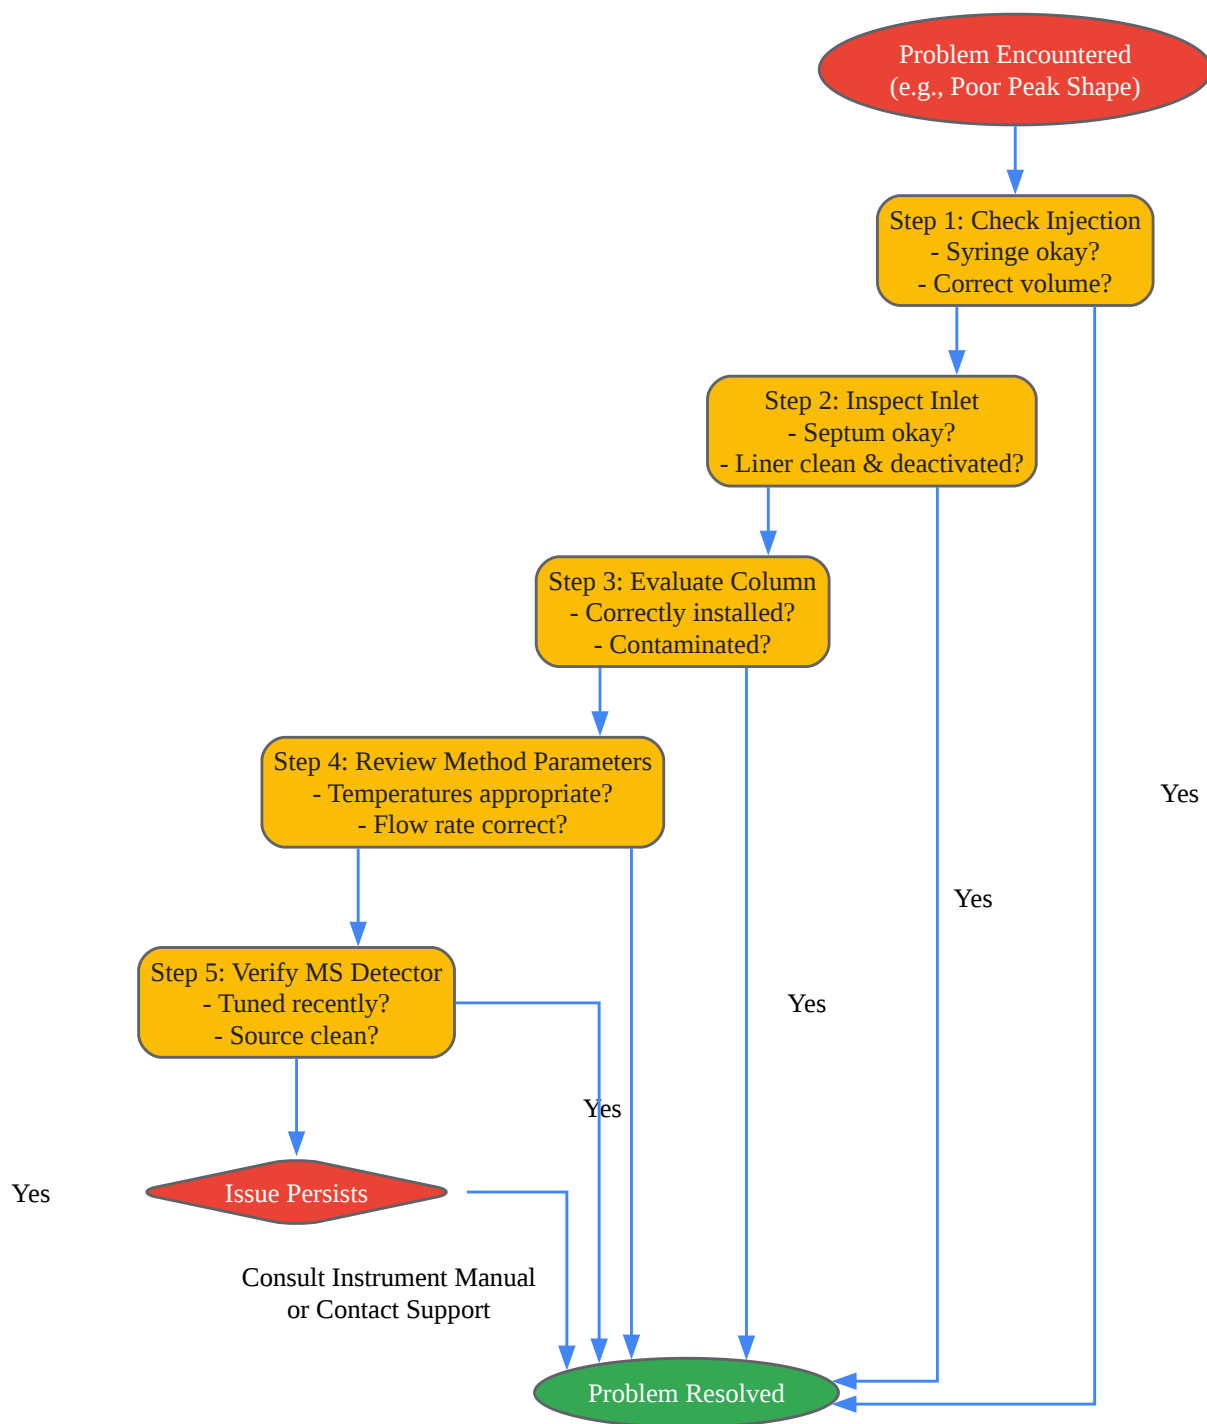 Problem Encountered
(e.g., Poor Peak Shape)
Step 1: Check Injection
- Syringe okay?
- Correct volume?
Step 2: Inspect Inlet
- Septum okay?
- Liner clean & deactivated?
Step 3: Evaluate Column
- Correctly installed?
- Contaminated?
Step 4: Review Method Parameters
- Temperatures appropriate?
- Flow rate correct?
Yes
Yes
Step 5: Verify MS Detector
- Tuned recently?
- Source clean?
Yes
Yes
Yes
Issue Persists
Consult Instrument Manual
or Contact Support
Problem Resolved